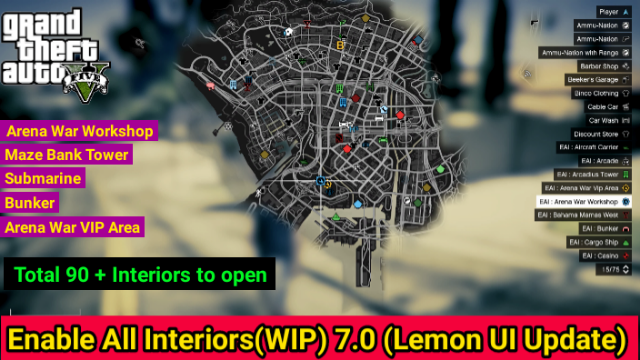 grand
theft
auto
FIVE
V
Arena War Workshop
Maze Bank Tower
Submarine
Bunker
Arena War VIP Area
Total 90 + Interiors to open
B
Player
Ammu-Nation
Ammu-Nation
Ammu-Nation with Range
Barber Shop
Beeker's Garage
Binco Clothing
Cable Car
Car Wash
Discount Store
EAI : Aircraft Carrier
EAI : Arcade
EAI : Arcadius Tower
EAI : Arena War Vip Area
EAI : Arena War Workshop
EAI : Bahama Mamas West
EAI : Bunker
EAI : Cargo Ship
EAI : Casino
15/75
Enable All Interiors(WIP) 7.0 (Lemon UI Update)